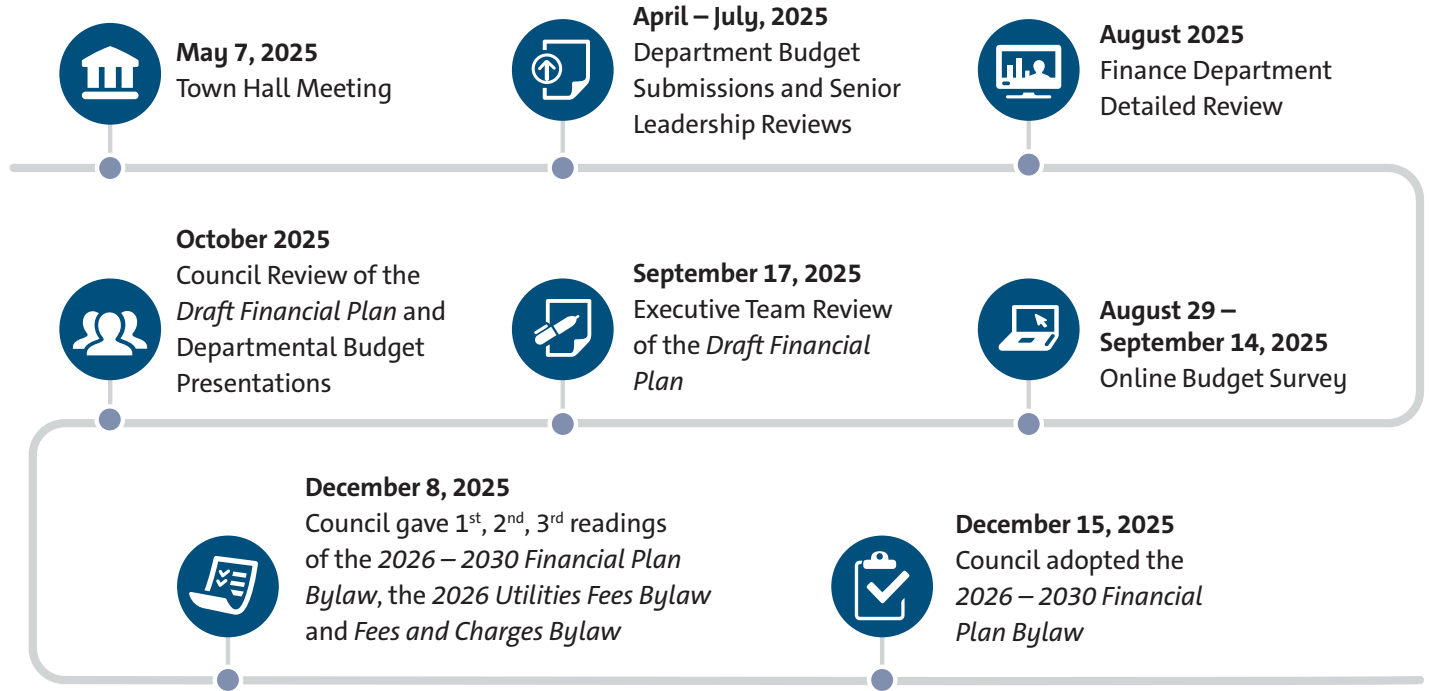 May 7, 2025
Town Hall Meeting
April – July, 2025
Department Budget
Submissions and Senior
Leadership Reviews
August 2025
Finance Department
Detailed Review
August 29 –
September 14, 2025
Online Budget Survey
September 17, 2025
Executive Team Review
of the Draft Financial
Plan
October 2025
Council Review of the
Draft Financial Plan and
Departmental Budget
Presentations
December 8, 2025
Council gave 1st, 2nd, 3rd readings
of the 2026 – 2030 Financial Plan
Bylaw, the 2026 Utilities Fees Bylaw
and Fees and Charges Bylaw
December 15, 2025
Council adopted the
2026 – 2030 Financial
Plan Bylaw